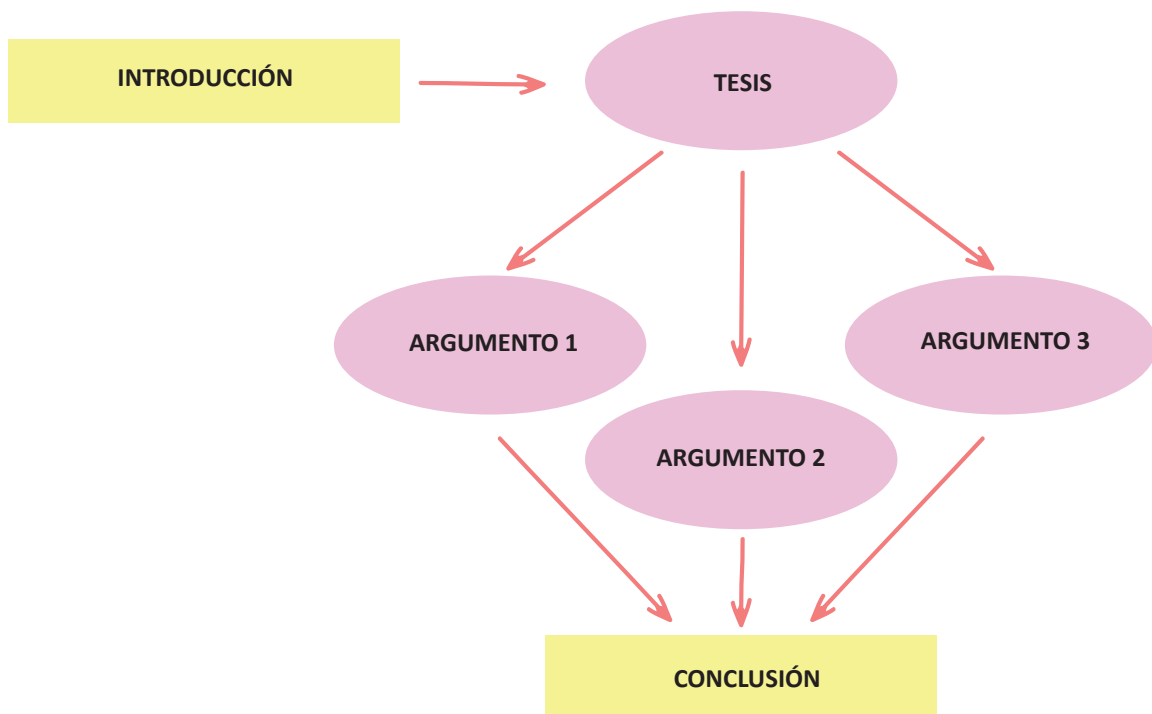 INTRODUCCIÓN
TESIS
ARGUMENTO 1
ARGUMENTO 2
ARGUMENTO 3
CONCLUSIÓN